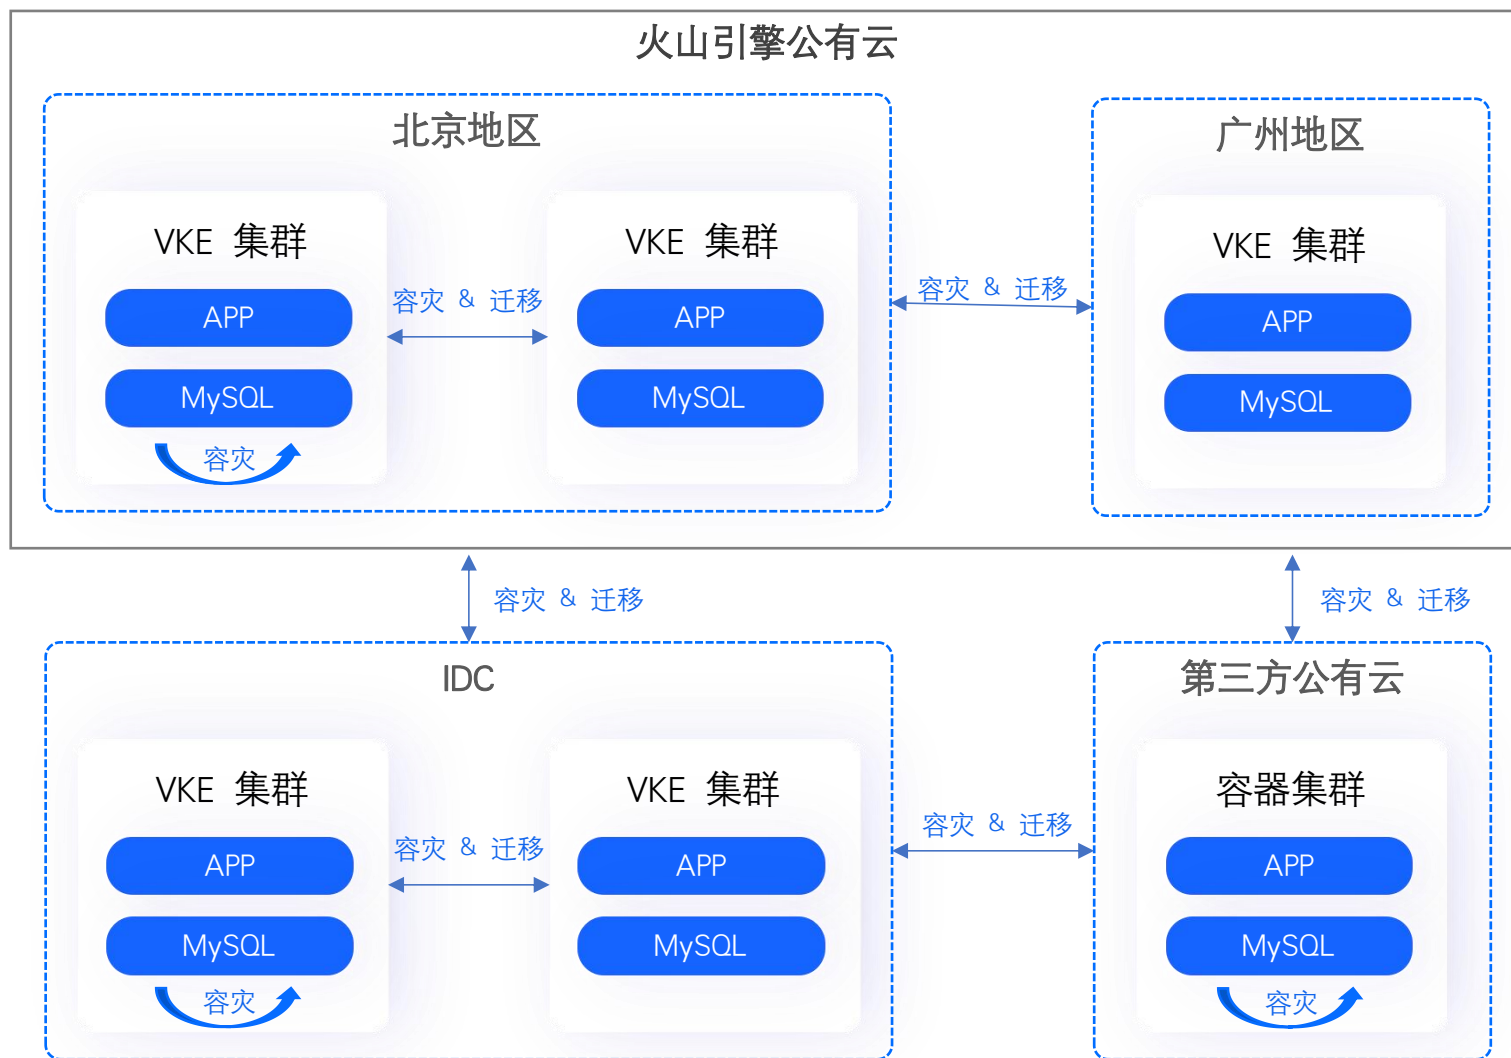 火山引擎公有云
北京地区
广州地区
VKE 集群
VKE 集群
VKE 集群
APP
容灾 & 迁移
APP
容灾 & 迁移
APP
MySQL
MySQL
MySQL
容灾
容灾 & 迁移
容灾 & 迁移
IDC
第三方公有云
VKE 集群
VKE 集群
容器集群
APP
容灾 & 迁移
APP
容灾 & 迁移
APP
MySQL
MySQL
MySQL
容灾
容灾